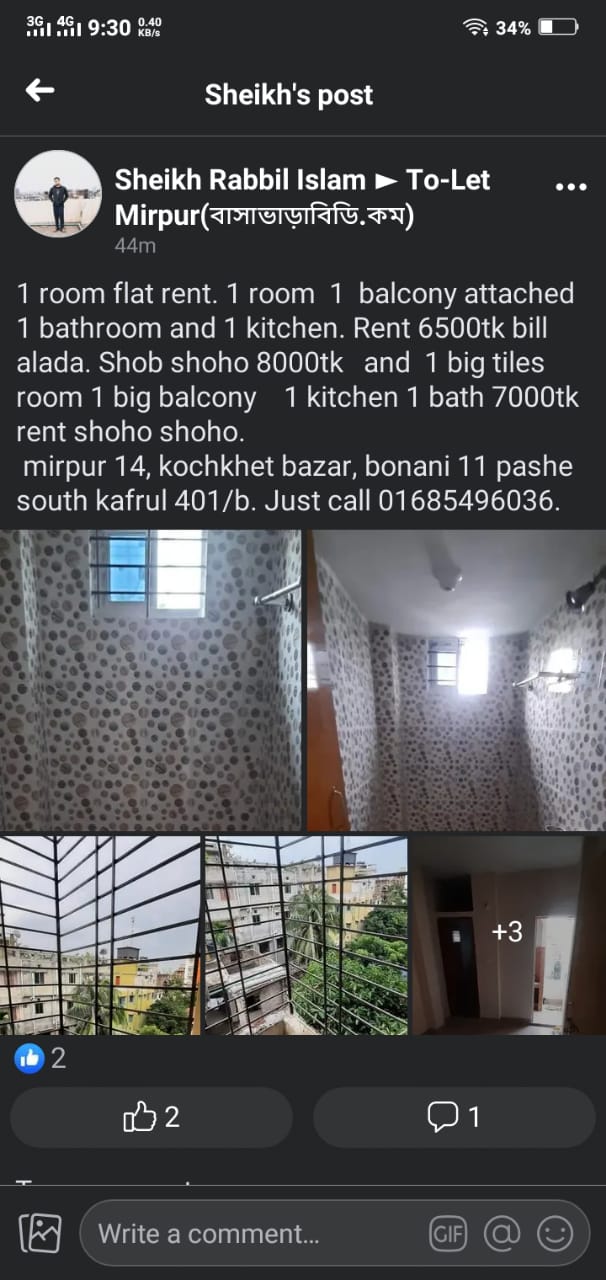 3G 4G 9:30 0.40 KB/s 34%
Sheikh's post
Sheikh Rabbil Islam ► To-Let
Mirpur(বাসাভাড়াবিডি.কম)
44m
1 room flat rent. 1 room 1 balcony attached
1 bathroom and 1 kitchen. Rent 6500tk bill
alada. Shob shoho 8000tk and 1 big tiles
room 1 big balcony 1 kitchen 1 bath 7000tk
rent shoho shoho.
mirpur 14, kochkhet bazar, bonani 11 pashe
south kafrul 401/b. Just call 01685496036.
+3
2
2 1
Write a comment... GIF @